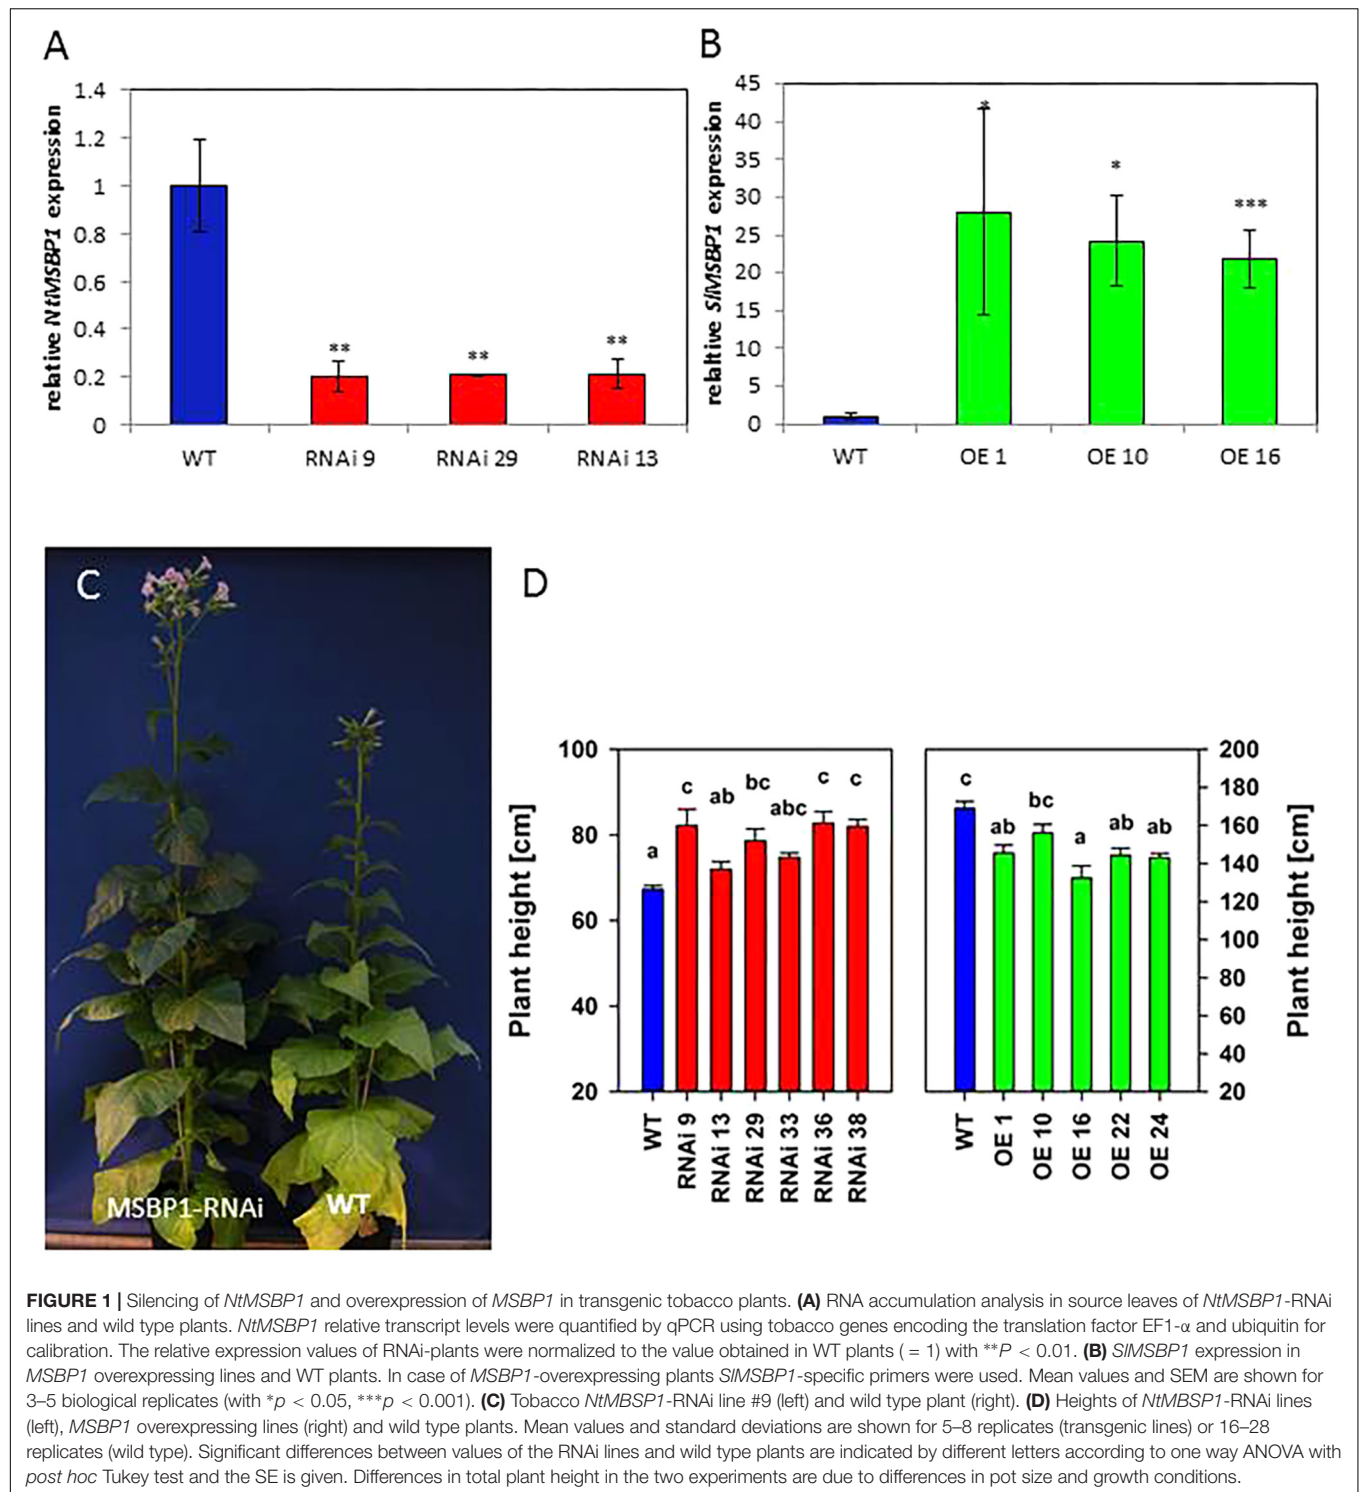 A
relative NtMSBP1 expression
1.4
1.2
1
0.8
0.6
0.4
0.2
0
**
**
**
WT
RNAi 9
RNAi 29
RNAi 13
B
relaltive SlMSBP1 expression
45
40
35
30
25
20
15
10
5
0
*
*
***
WT
OE 1
OE 10
OE 16
C
MSBP1-RNAi
WT
D
Plant height [cm]
100
80
60
40
20
a
c
ab
bc
abc
c
c
WT
RNAi 9
RNAi 13
RNAi 29
RNAi 33
RNAi 36
RNAi 38
c
ab
bc
a
ab
ab
WT
OE 1
OE 10
OE 16
OE 22
OE 24
200
180
160
140
120
100
80
60
40
20
Plant height [cm]
FIGURE 1 | Silencing of NtMSBP1 and overexpression of MSBP1 in transgenic tobacco plants. (A) RNA accumulation analysis in source leaves of NtMSBP1-RNAi
lines and wild type plants. NtMSBP1 relative transcript levels were quantified by qPCR using tobacco genes encoding the translation factor EF1-α and ubiquitin for
calibration. The relative expression values of RNAi-plants were normalized to the value obtained in WT plants ( = 1) with **P < 0.01. (B) SlMSBP1 expression in
MSBP1 overexpressing lines and WT plants. In case of MSBP1-overexpressing plants SlMSBP1-specific primers were used. Mean values and SEM are shown for
3–5 biological replicates (with *p < 0.05, ***p < 0.001). (C) Tobacco NtMBSP1-RNAi line #9 (left) and wild type plant (right). (D) Heights of NtMBSP1-RNAi lines
(left), MSBP1 overexpressing lines (right) and wild type plants. Mean values and standard deviations are shown for 5–8 replicates (transgenic lines) or 16–28
replicates (wild type). Significant differences between values of the RNAi lines and wild type plants are indicated by different letters according to one way ANOVA with
post hoc Tukey test and the SE is given. Differences in total plant height in the two experiments are due to differences in pot size and growth conditions.